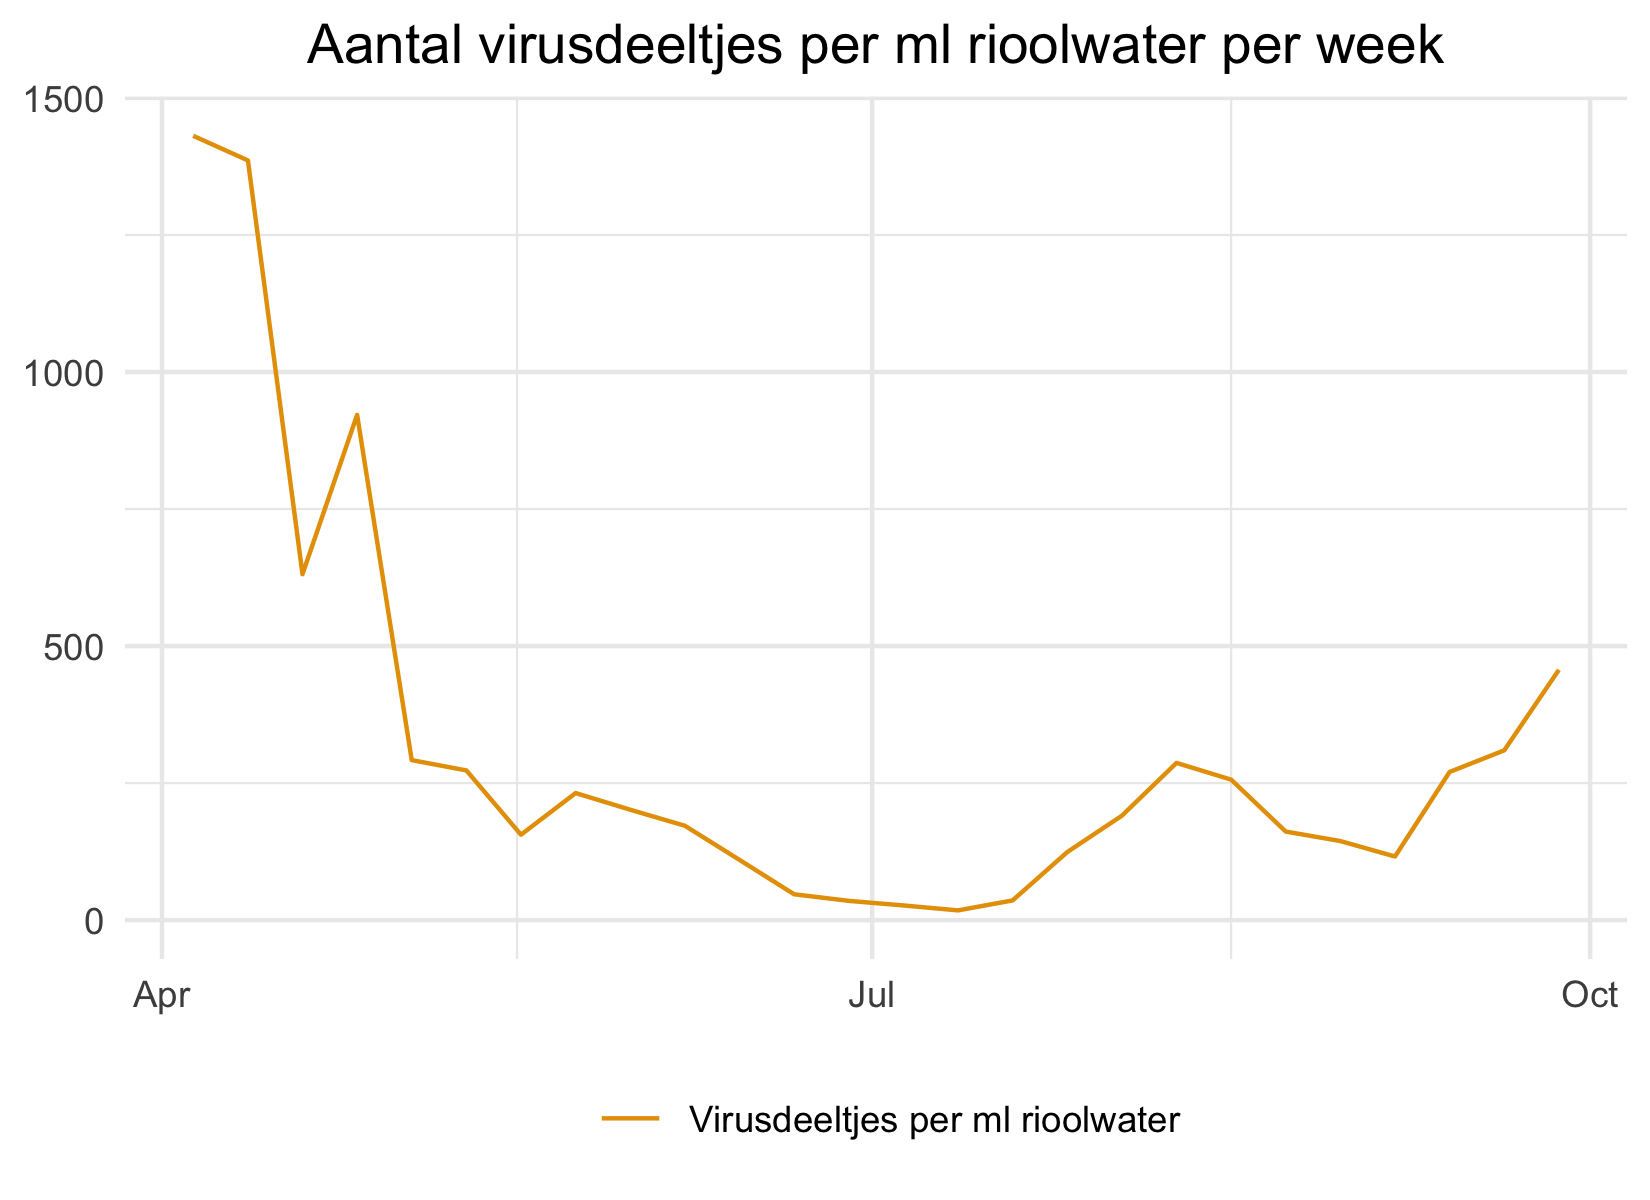 Aantal virusdeeltjes per ml rioolwater per week
1500
1000
500
0
Apr Jul Oct
Virusdeeltjes per ml rioolwater